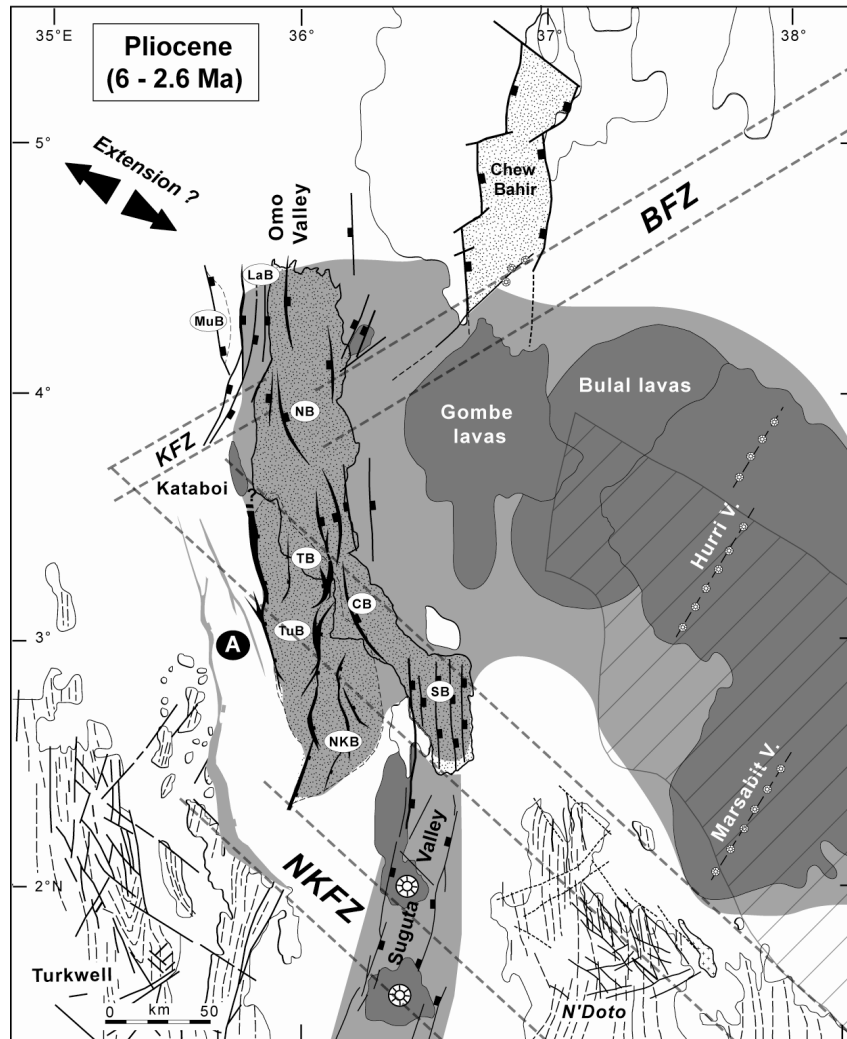 35°E
36°
37°
38°
Pliocene
(6 - 2.6 Ma)
5°
Extension ?
Omo
Valley
Chew
Bahir
BFZ
LaB
MuB
4°
NB
Gombe
lavas
Bulal lavas
KFZ
Kataboi
?
Hurri V.
TB
CB
3°
A
TuB
SB
NKB
Marsabit V.
2°N
NKFZ
Suguta
Valley
Turkwell
km
0
50
N'Doto